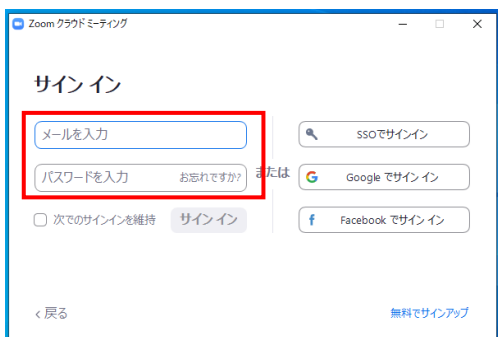 Zoom クラウド ミーティング
サイン イン
メールを入力
パスワードを入力 お忘れですか?
次でのサインインを維持 サイン イン
または
SSOでサインイン
Google でサイン イン
Facebook でサイン イン
戻る
無料でサインアップ